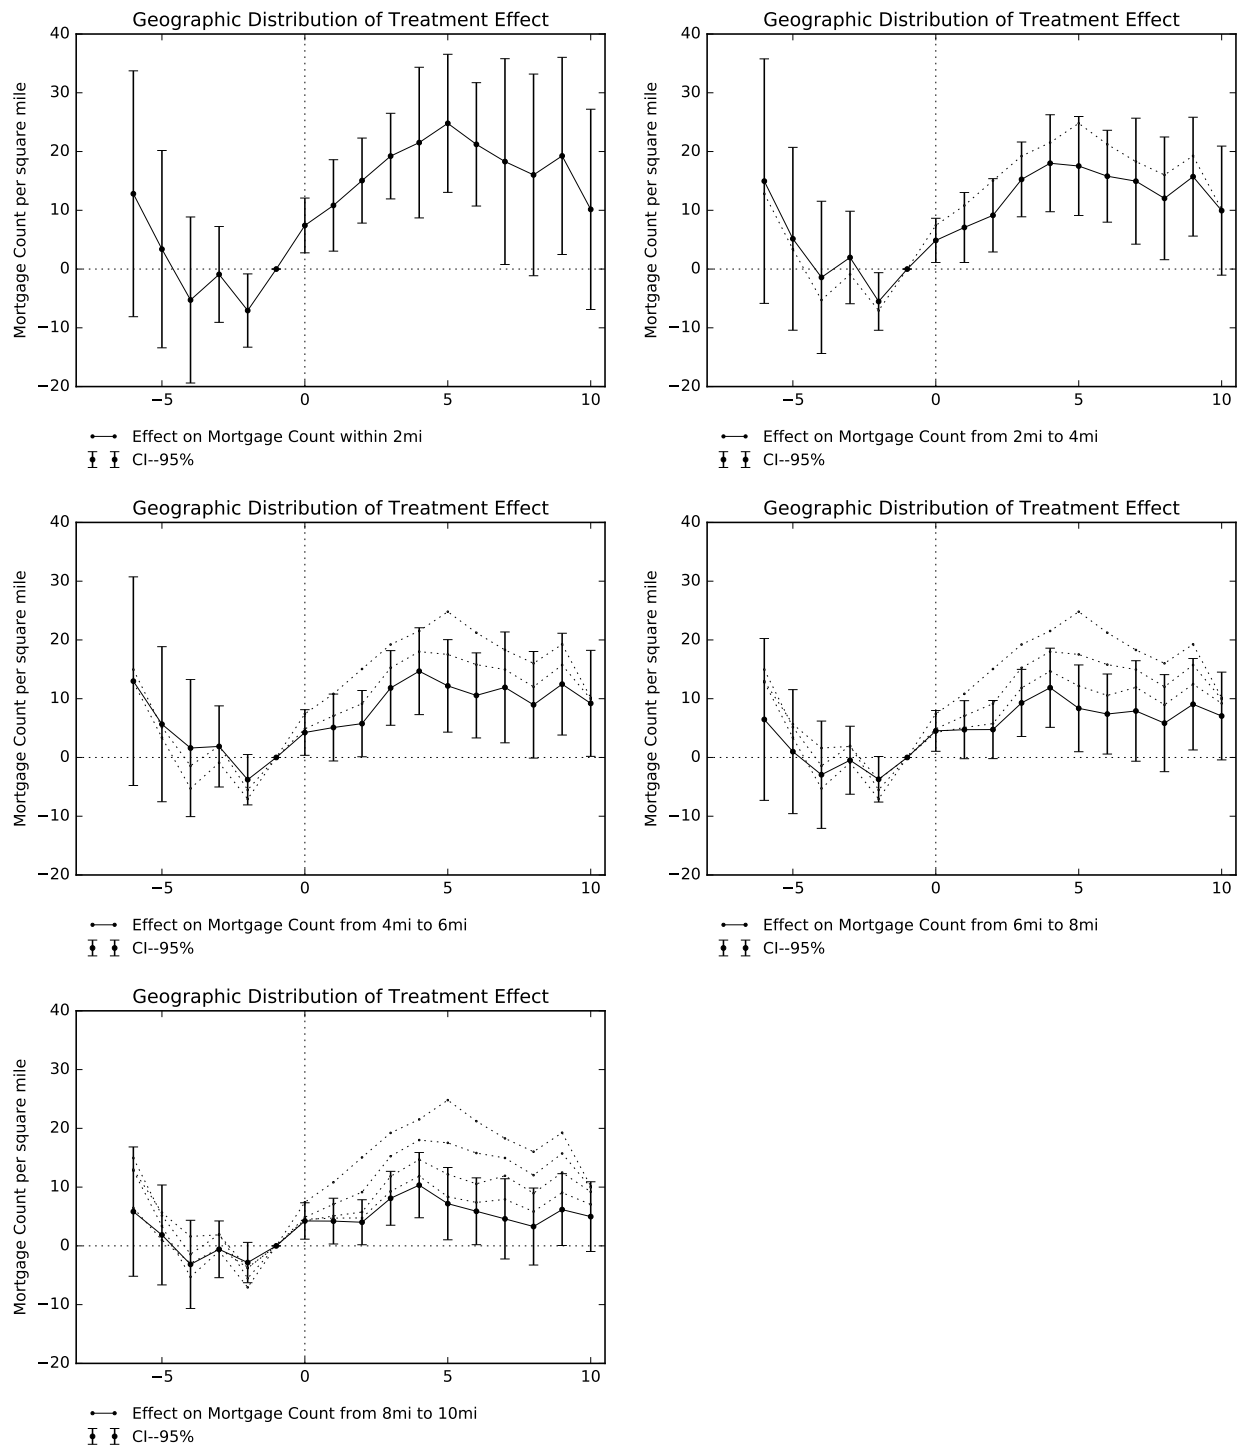 Geographic Distribution of Treatment Effect
Mortgage Count per square mile
40
30
20
10
0
−10
−20
−5
0
5
10
Effect on Mortgage Count within 2mi
CI--95%
Geographic Distribution of Treatment Effect
Mortgage Count per square mile
40
30
20
10
0
−10
−20
−5
0
5
10
Effect on Mortgage Count from 2mi to 4mi
CI--95%
Geographic Distribution of Treatment Effect
Mortgage Count per square mile
40
30
20
10
0
−10
−20
−5
0
5
10
Effect on Mortgage Count from 4mi to 6mi
CI--95%
Geographic Distribution of Treatment Effect
Mortgage Count per square mile
40
30
20
10
0
−10
−20
−5
0
5
10
Effect on Mortgage Count from 6mi to 8mi
CI--95%
Geographic Distribution of Treatment Effect
Mortgage Count per square mile
40
30
20
10
0
−10
−20
−5
0
5
10
Effect on Mortgage Count from 8mi to 10mi
CI--95%